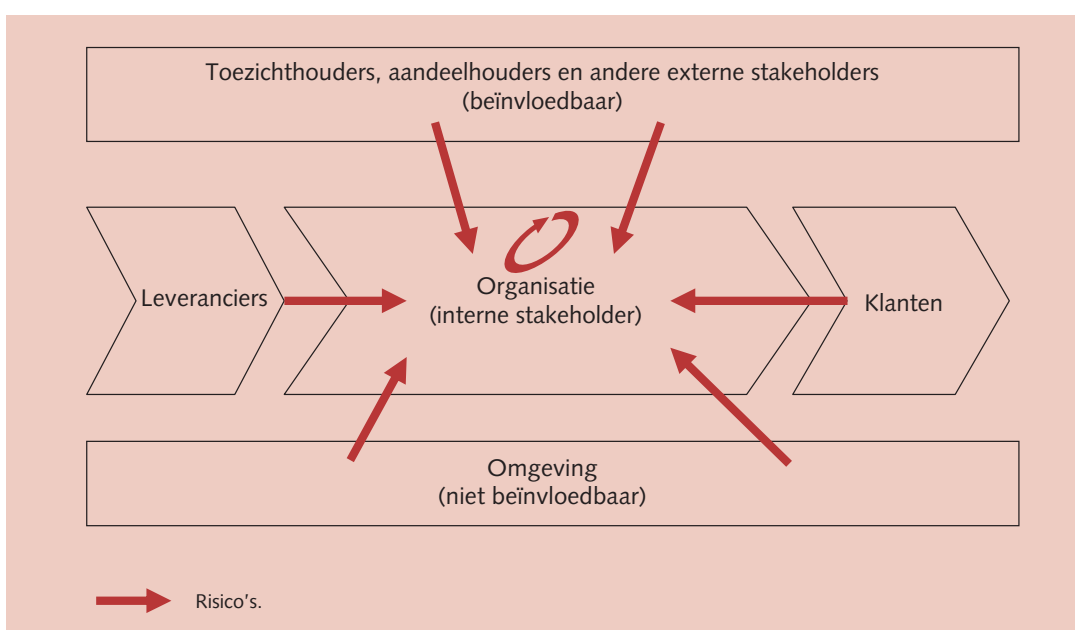 Toezichthouders, aandeelhouders en andere externe stakeholders
(beïnvloedbaar)
Leveranciers
Organisatie
(interne stakeholder)
Klanten
Omgeving
(niet beïnvloedbaar)
Risico's.